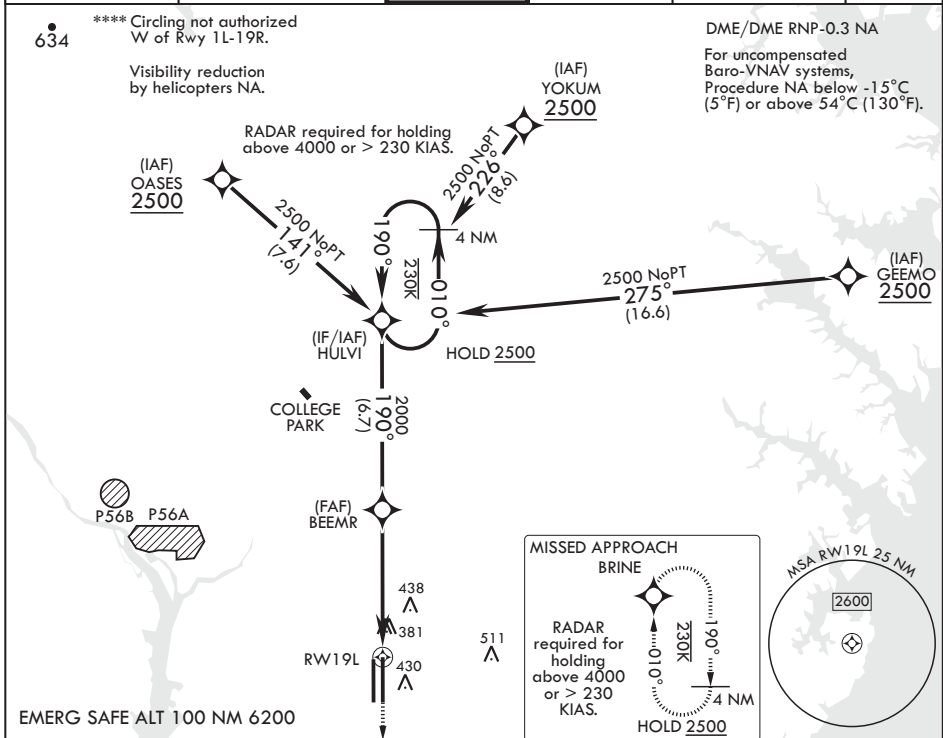 634
**** Circling not authorized
W of Rwy 1L-19R.
Visibility reduction
by helicopters NA.
DME/DME RNP-0.3 NA
For uncompensated
Baro-VNAV systems,
Procedure NA below -15°C
(5°F) or above 54°C (130°F).
RADAR required for holding
above 4000 or > 230 KIAS.
(IAF)
YOKUM
2500
2500 NoPT
226°
(8.6)
(IAF)
OASES
2500
2500 NoPT
141°
(7.6)
190°
230K
010°
4 NM
(IAF)
GEEMO
2500
2500 NoPT
275°
(16.6)
(IF/IAF)
HULVI
HOLD 2500
COLLEGE
PARK
2000
190°
(6.7)
P56B
P56A
(FAF)
BEEMR
438
381
RW19L
430
511
MISSED APPROACH
BRINE
RADAR
required for
holding
above 4000
or > 230
KIAS.
010°
230K
190°
4 NM
HOLD 2500
MSA RW19L 25 NM
2600
EMERG SAFE ALT 100 NM 6200